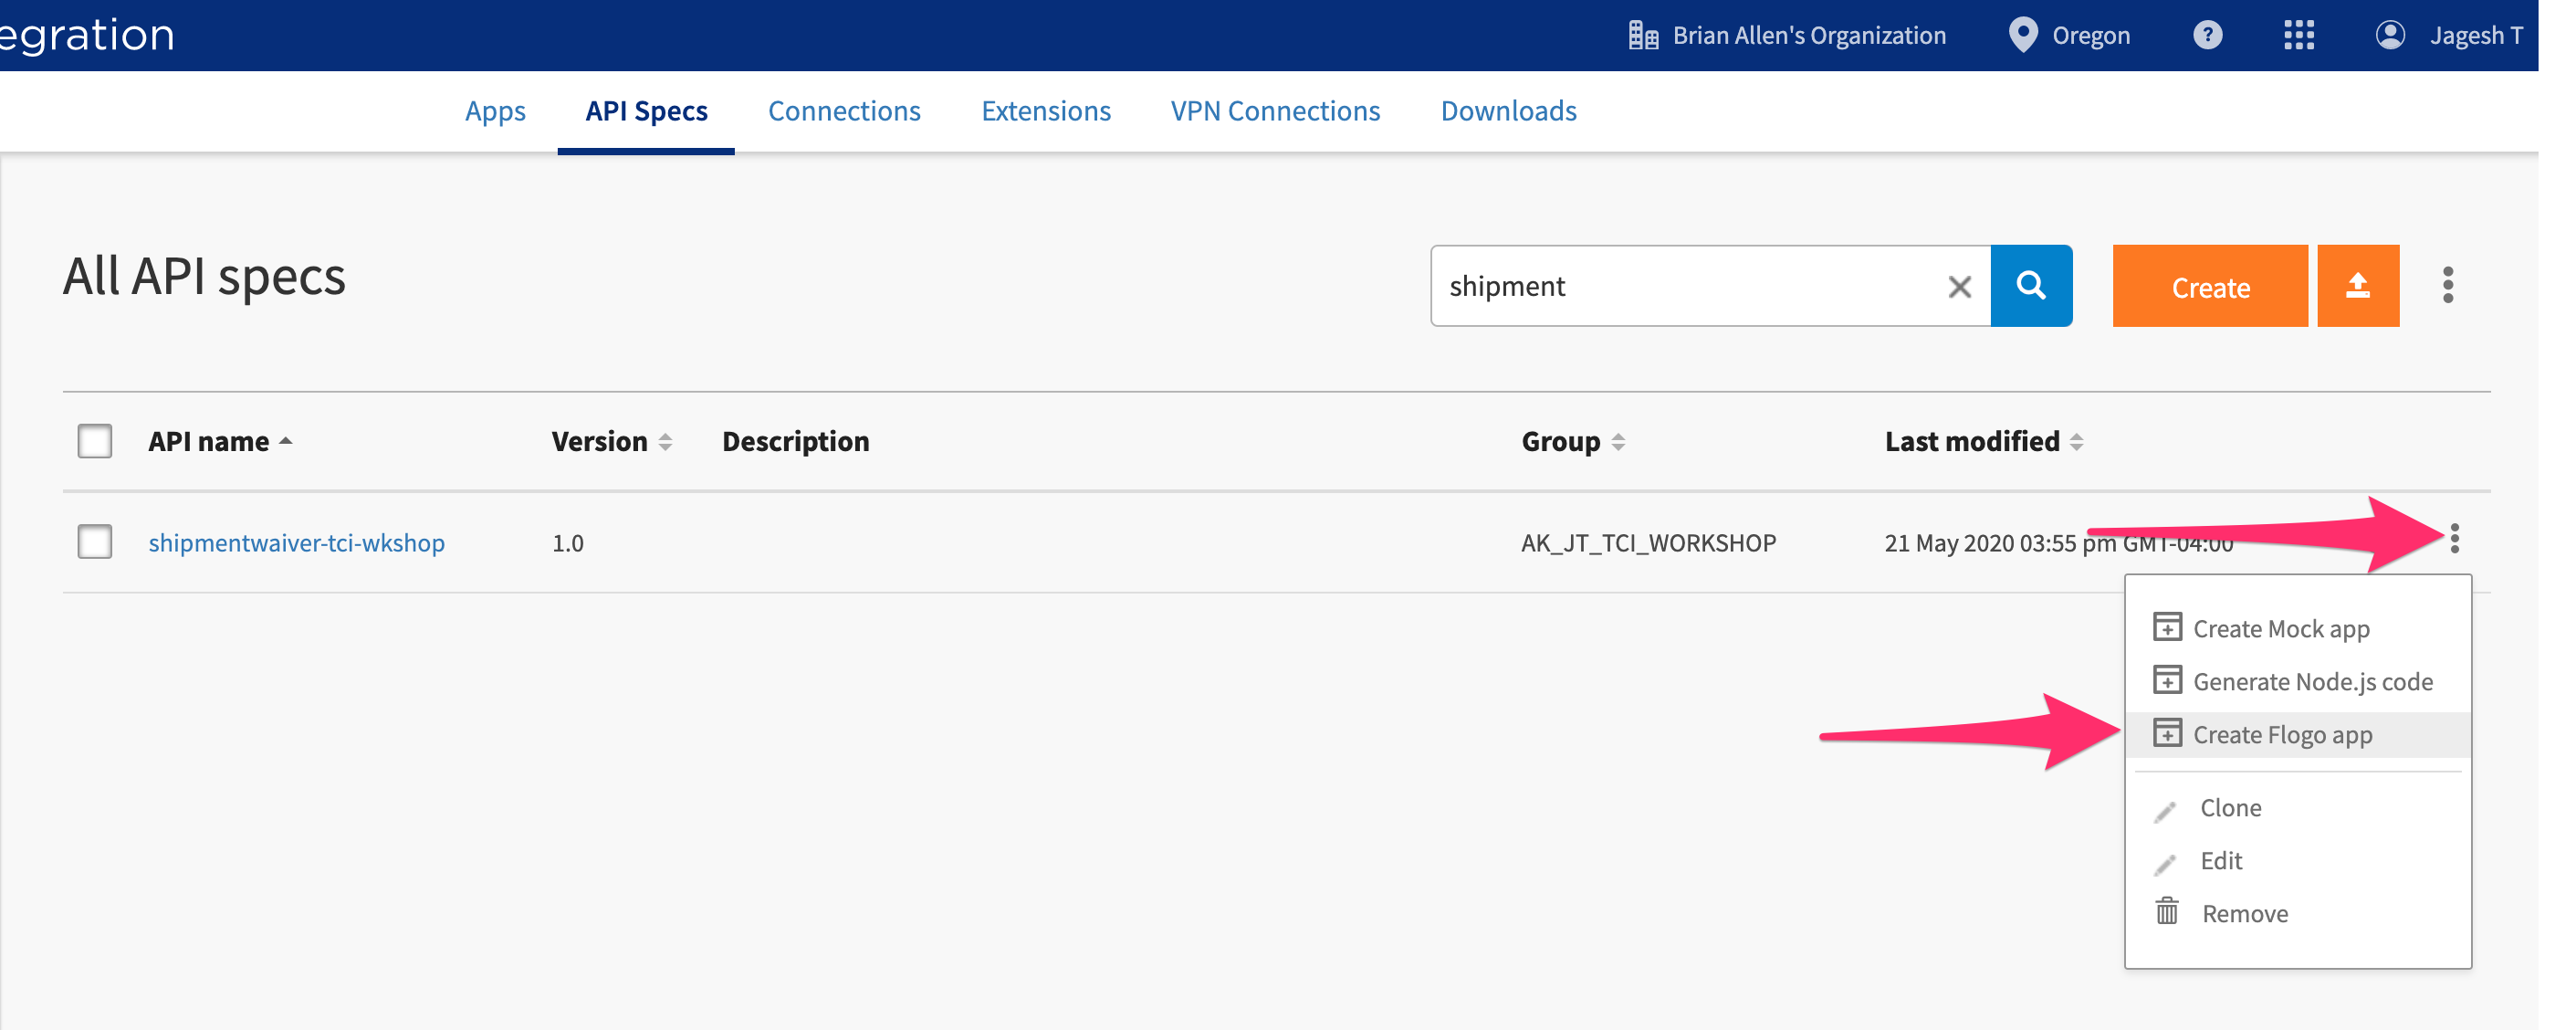 egration
Brian Allen's Organization
Oregon
?
Jagesh T
Apps
API Specs
Connections
Extensions
VPN Connections
Downloads
All API specs
shipment
Create
API name
Version
Description
Group
Last modified
shipmentwaiver-tci-wkshop
1.0
AK_JT_TCI_WORKSHOP
21 May 2020 03:55 pm GMT-04:00
Create Mock app
Generate Node.js code
Create Flogo app
Clone
Edit
Remove